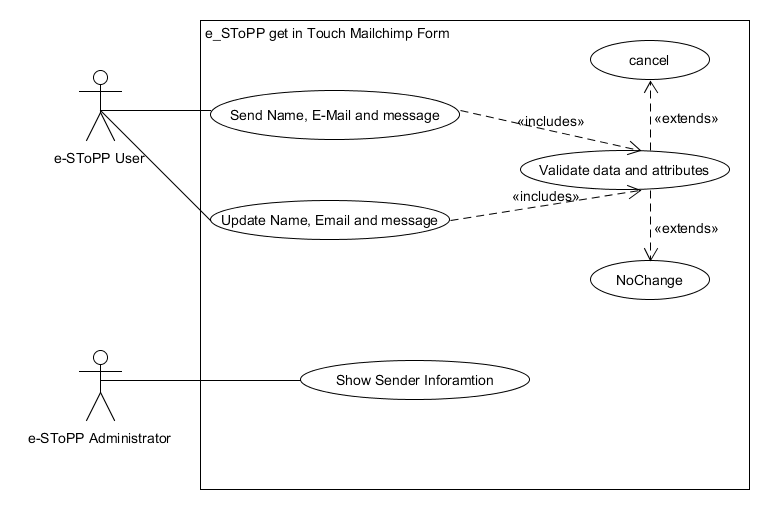 e_SToPP get in Touch Mailchimp Form
cancel
Send Name, E-Mail and message
«includes»
«extends»
e-SToPP User
Validate data and attributes
«includes»
Update Name, Email and message
«extends»
NoChange
Show Sender Inforamtion
e-SToPP Administrator